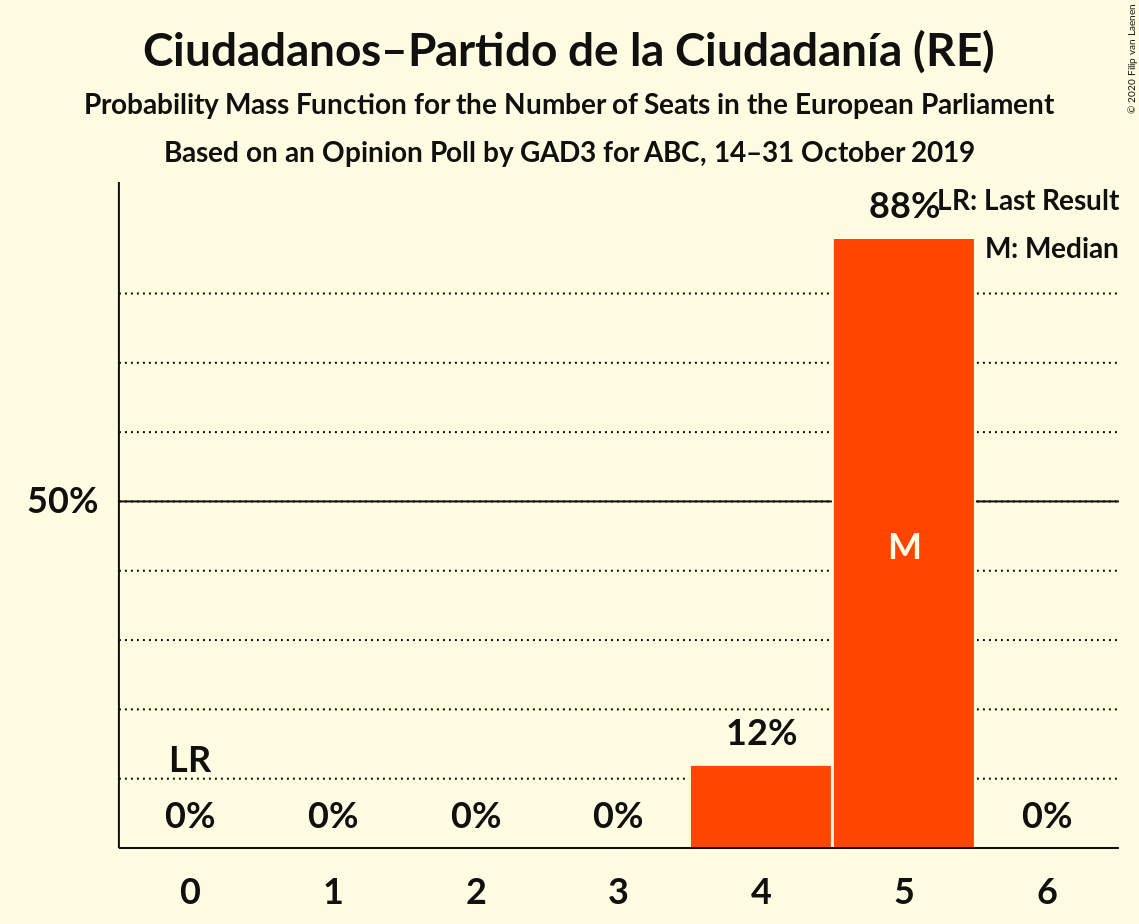 Ciudadanos–Partido de la Ciudadanía (RE)
Probability Mass Function for the Number of Seats in the European Parliament
Based on an Opinion Poll by GAD3 for ABC, 14–31 October 2019
© 2020 Filip van Laenen
88%
LR: Last Result
M: Median
50%
M
12%
LR
0% 0% 0% 0% 0%
0 1 2 3 4 5 6